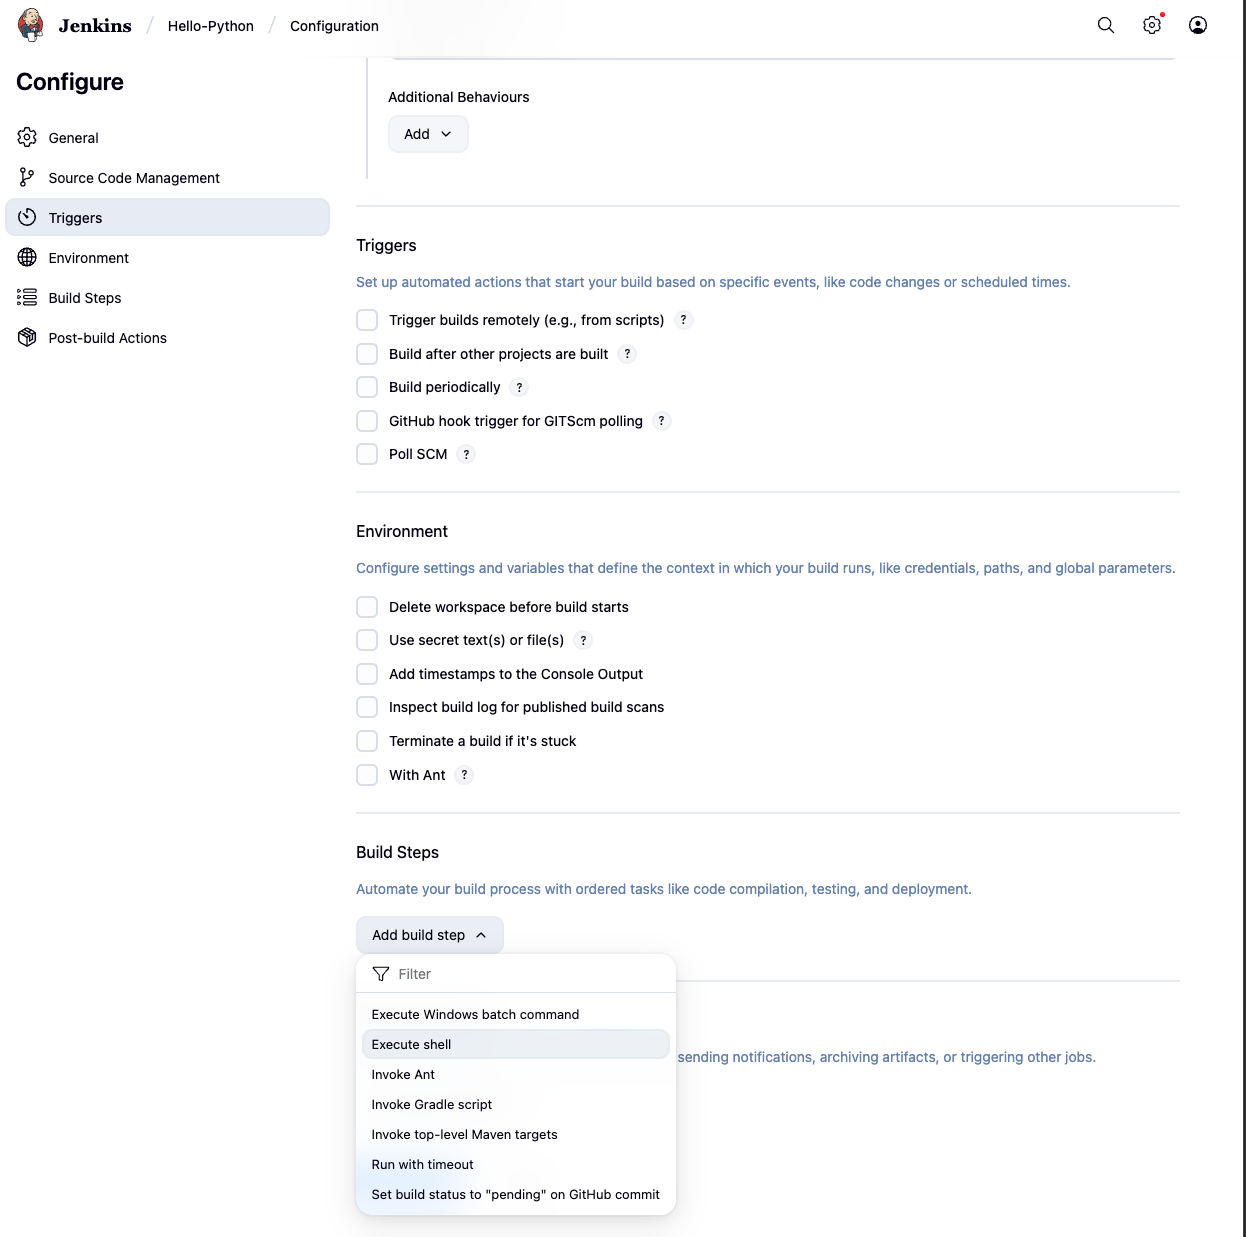 Jenkins / Hello-Python / Configuration
Configure
General
Source Code Management
Triggers
Environment
Build Steps
Post-build Actions
Additional Behaviours
Add
Triggers
Set up automated actions that start your build based on specific events, like code changes or scheduled times.
Trigger builds remotely (e.g., from scripts) ?
Build after other projects are built ?
Build periodically ?
GitHub hook trigger for GITScm polling ?
Poll SCM ?
Environment
Configure settings and variables that define the context in which your build runs, like credentials, paths, and global parameters.
Delete workspace before build starts
Use secret text(s) or file(s) ?
Add timestamps to the Console Output
Inspect build log for published build scans
Terminate a build if it's stuck
With Ant ?
Build Steps
Automate your build process with ordered tasks like code compilation, testing, and deployment.
Add build step
Filter
Execute Windows batch command
Execute shell
sending notifications, archiving artifacts, or triggering other jobs.
Invoke Ant
Invoke Gradle script
Invoke top-level Maven targets
Run with timeout
Set build status to "pending" on GitHub commit